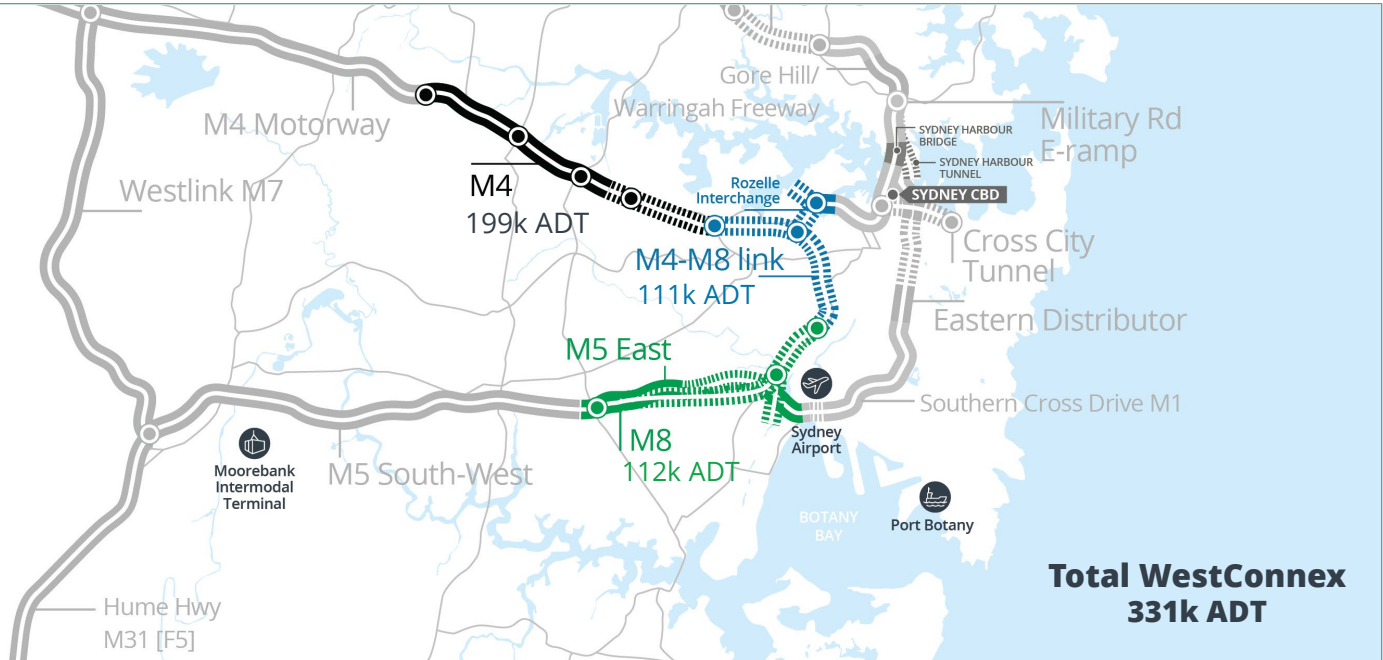 Gore Hill/
Warringah Freeway
M4 Motorway
Military Rd
E-ramp
SYDNEY HARBOUR
BRIDGE
SYDNEY HARBOUR
TUNNEL
SYDNEY CBD
Westlink M7
M4
199k ADT
Rozelle
Interchange
Cross City
Tunnel
M4-M8 link
111k ADT
Eastern Distributor
M5 East
Southern Cross Drive M1
Sydney
Airport
M8
112k ADT
Moorebank
Intermodal
Terminal
M5 South-West
BOTANY
BAY
Port Botany
Total WestConnex
331k ADT
Hume Hwy
M31 [F5]